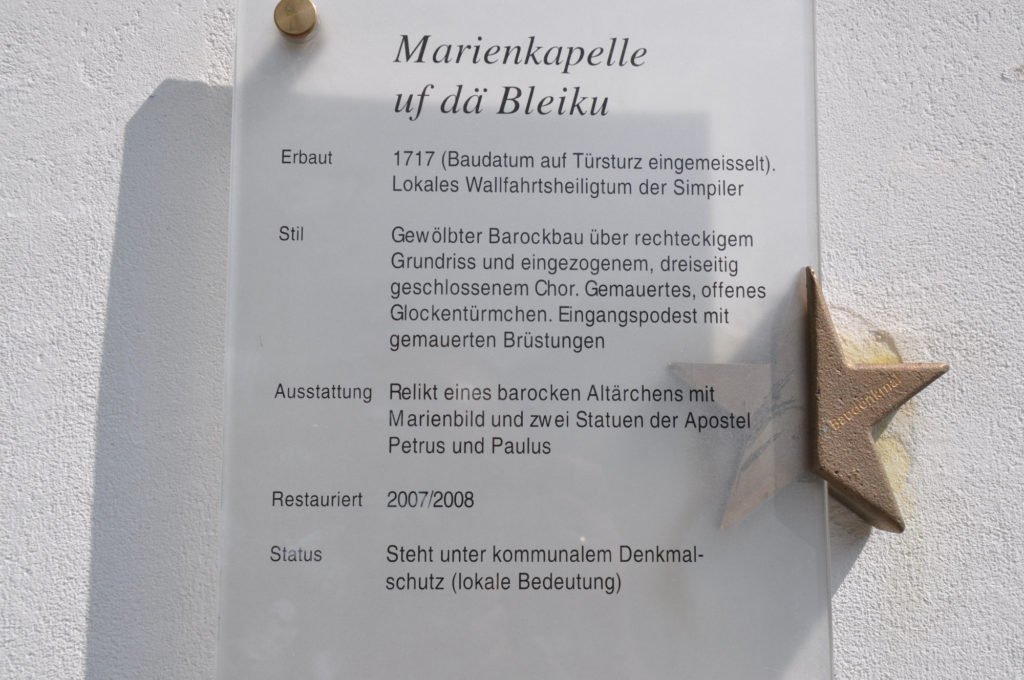 Marienkapelle
uf dä Bleiku
Erbaut 1717 (Baudatum auf Türsturz eingemeisselt).
Lokales Wallfahrtsheiligtum der Simpiler
Stil Gewölbter Barockbau über rechteckigem
Grundriss und eingezogenem, dreiseitig
geschlossenem Chor. Gemauertes, offenes
Glockentürmchen. Eingangspodest mit
gemauerten Brüstungen
Ausstattung Relikt eines barocken Altärchens mit
Marienbild und zwei Statuen der Apostel
Petrus und Paulus
Restauriert 2007/2008
Status Steht unter kommunalem Denkmal-
schutz (lokale Bedeutung)